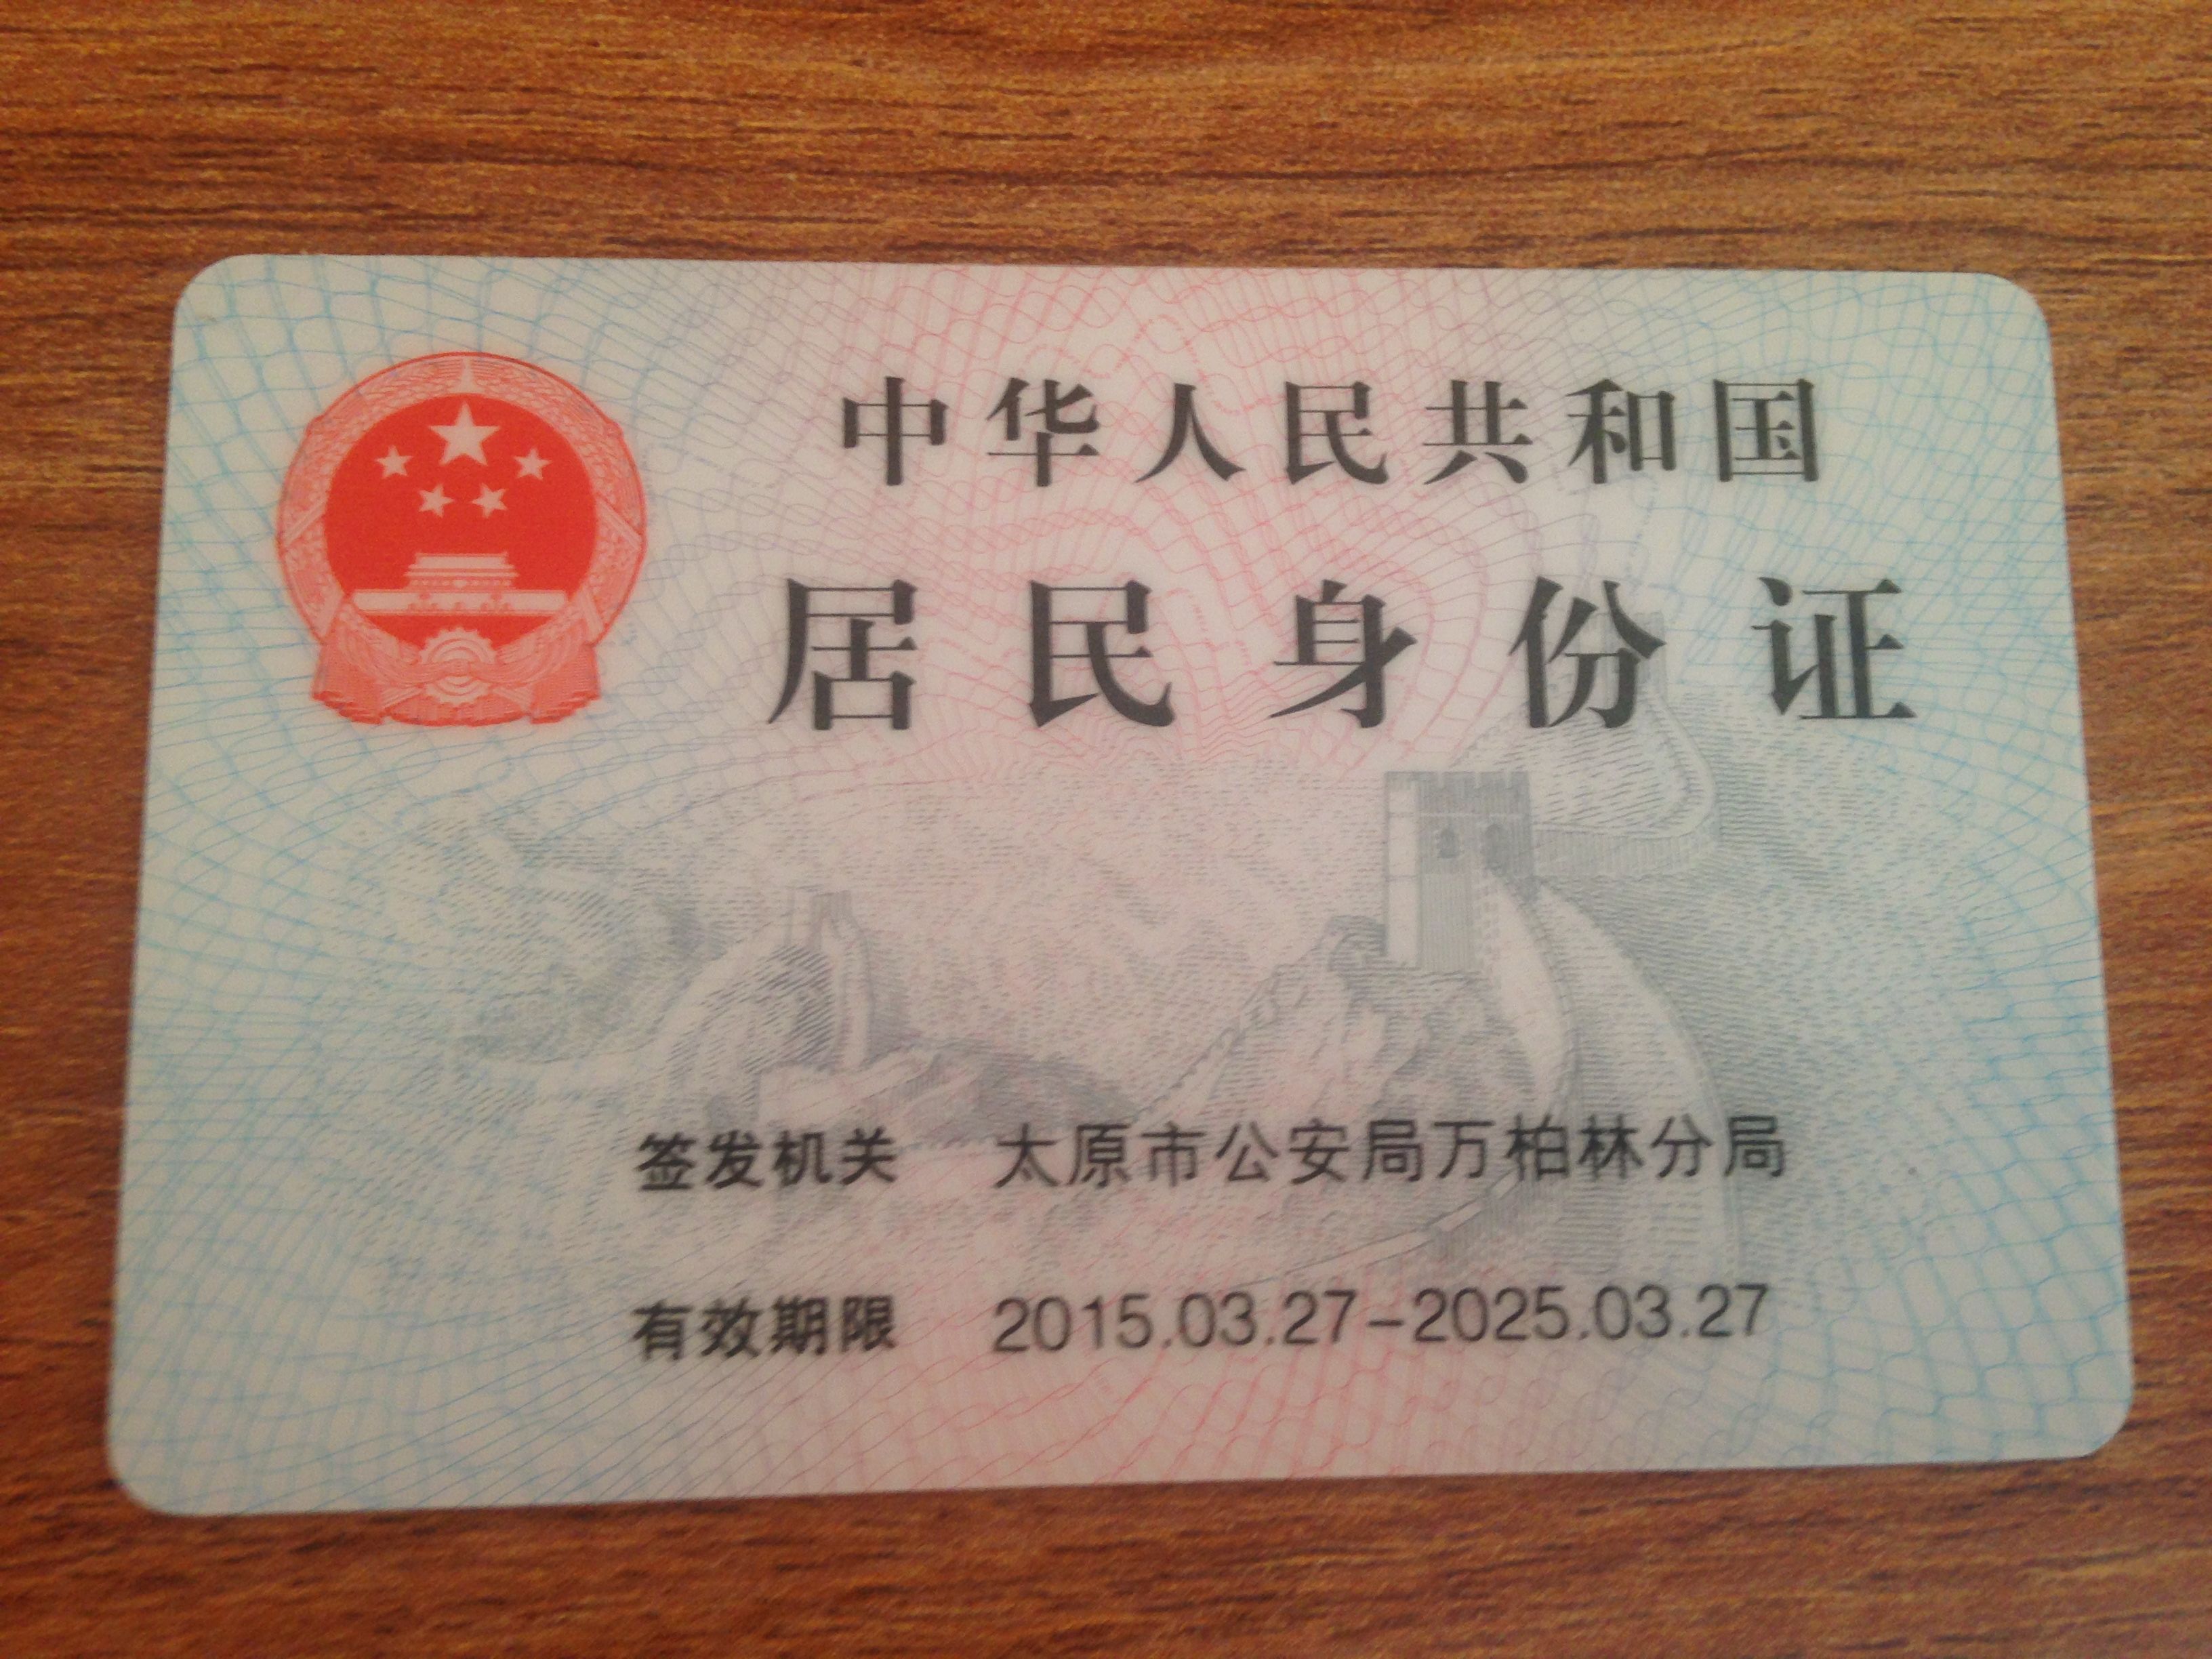 中华人民共和国
居民身份证
签发机关 太原市公安局万柏林分局
有效期限 2015.03.27-2025.03.27